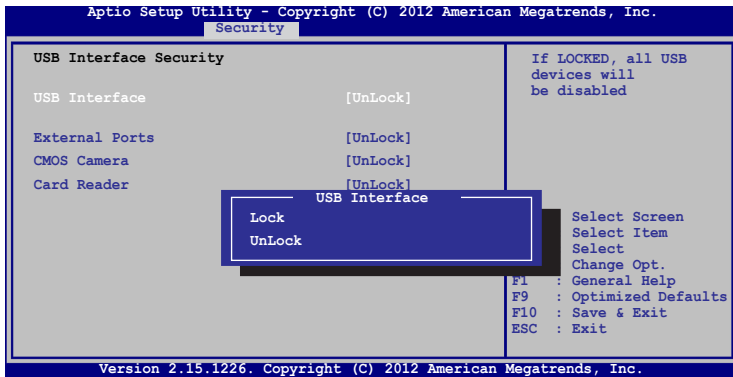 Aptio Setup Utility - Copyright (C) 2012 American Megatrends, Inc.
Security
USB Interface Security
USB Interface [UnLock]
External Ports [UnLock]
CMOS Camera [UnLock]
Card Reader [UnLock]
USB Interface
Lock
UnLock
If LOCKED, all USB
devices will
be disabled
Select Screen
Select Item
Select
Change Opt.
F1 : General Help
F9 : Optimized Defaults
F10 : Save & Exit
ESC : Exit
Version 2.15.1226. Copyright (C) 2012 American Megatrends, Inc.